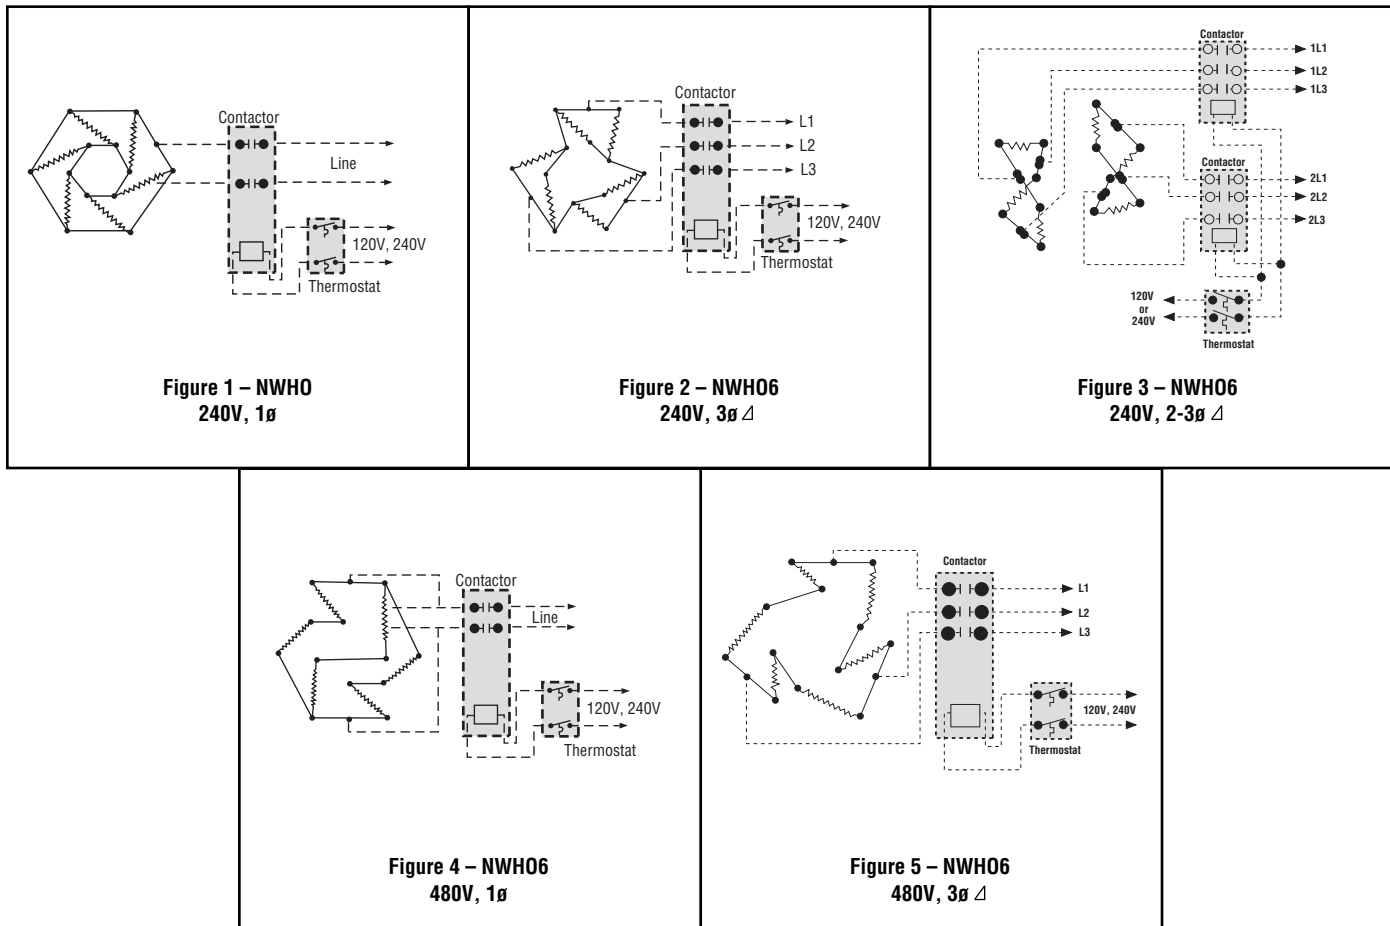 Contactor
Line
120V, 240V
Thermostat
Figure 1 – NWHO
240V, 1ø
Contactor
L1
L2
L3
120V, 240V
Thermostat
Figure 2 – NWHO6
240V, 3ø ⊿
Contactor
1L1
1L2
1L3
Contactor
2L1
2L2
2L3
120V
or
240V
Thermostat
Figure 3 – NWHO6
240V, 2-3ø ⊿
Contactor
Line
120V, 240V
Thermostat
Figure 4 – NWHO6
480V, 1ø
Contactor
L1
L2
L3
120V, 240V
Thermostat
Figure 5 – NWHO6
480V, 3ø ⊿